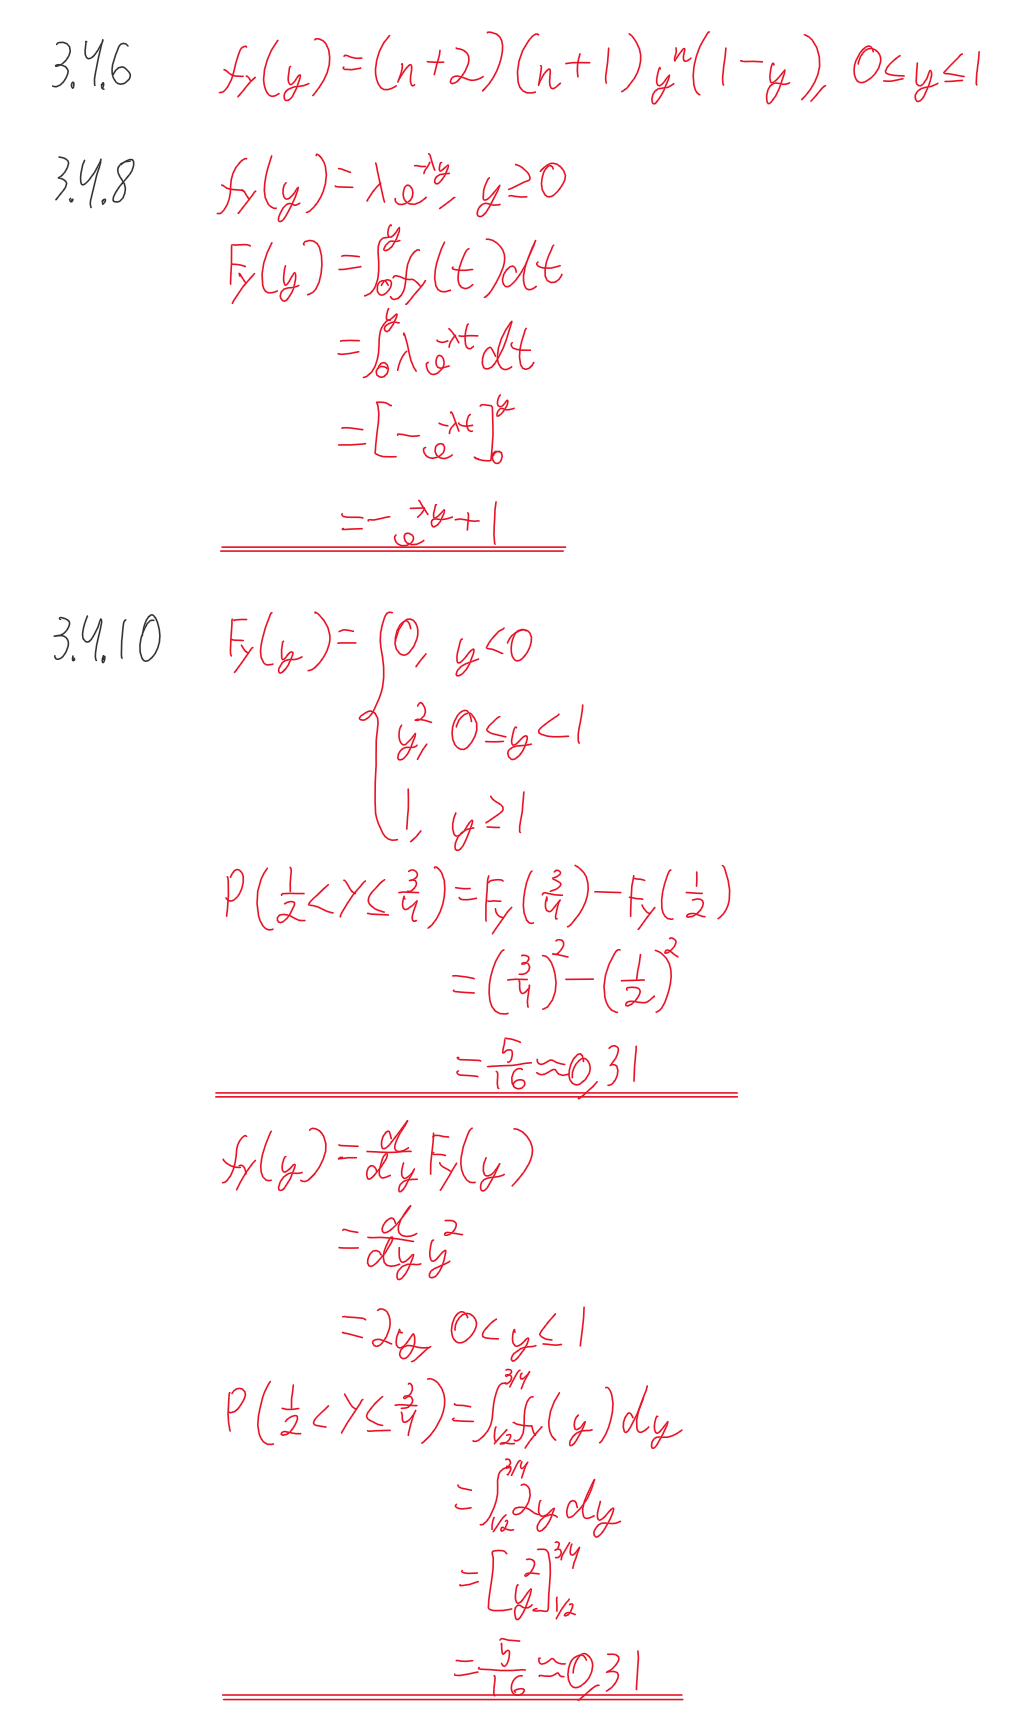 3.4.6 f_Y(y) = (n+2)(n+1)y^n(1-y), 0≤y≤1
3.4.8 f_Y(y) = λe^{-λy}, y≥0
F_Y(y) = ∫_0^y f_Y(t)dt
= ∫_0^y λe^{-λt}dt
= [-e^{-λt}]_0^y
= -e^{-λy}+1
3.4.10 F_Y(y) = {0, y<0
y^2, 0≤y<1
1, y≥1
P(1/2<Y≤3/4) = F_Y(3/4) - F_Y(1/2)
= (3/4)^2 - (1/2)^2
= 5/16 ≈ 0,31
f_Y(y) = d/dy F_Y(y)
= d/dy y^2
= 2y, 0<y≤1
P(1/2<Y≤3/4) = ∫_{1/2}^{3/4} f_Y(y)dy
= ∫_{1/2}^{3/4} 2y dy
= [y^2]_{1/2}^{3/4}
= 5/16 ≈ 0,31